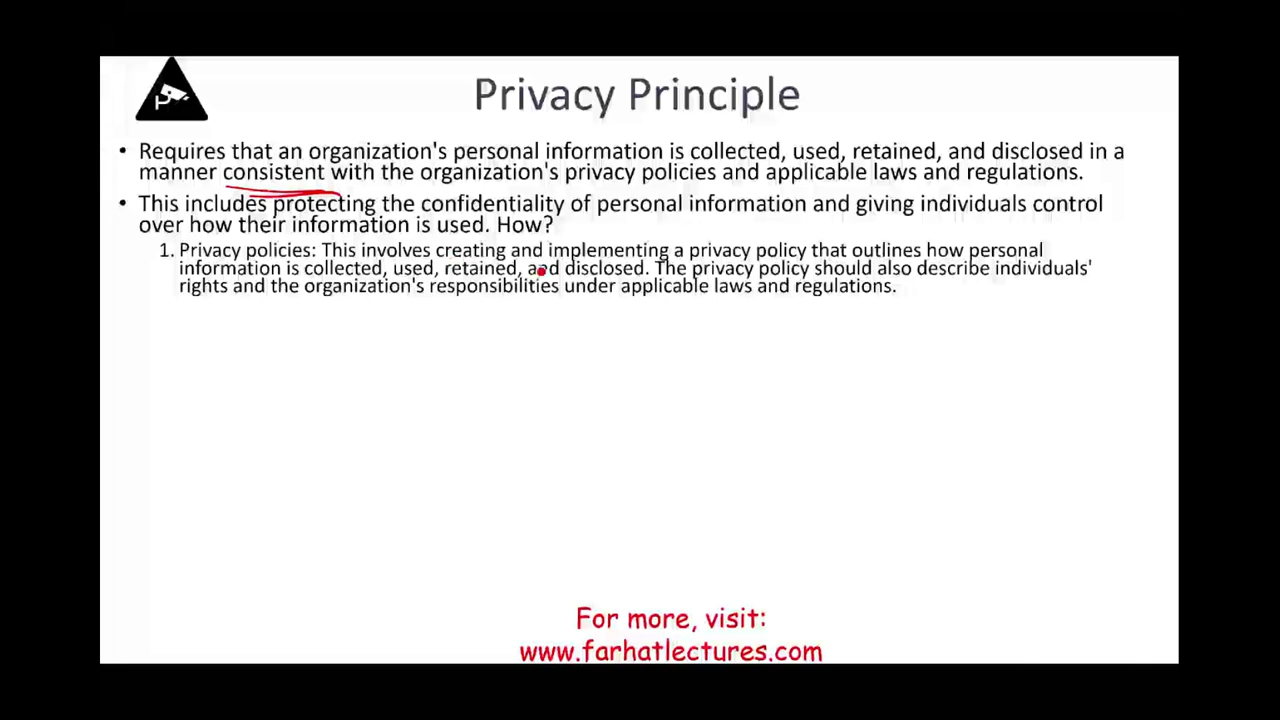 Privacy Principle
• Requires that an organization's personal information is collected, used, retained, and disclosed in a
manner consistent with the organization's privacy policies and applicable laws and regulations.
• This includes protecting the confidentiality of personal information and giving individuals control
over how their information is used. How?
1. Privacy policies: This involves creating and implementing a privacy policy that outlines how personal
information is collected, used, retained, and disclosed. The privacy policy should also describe individuals'
rights and the organization's responsibilities under applicable laws and regulations.
For more, visit:
www.farhatlectures.com